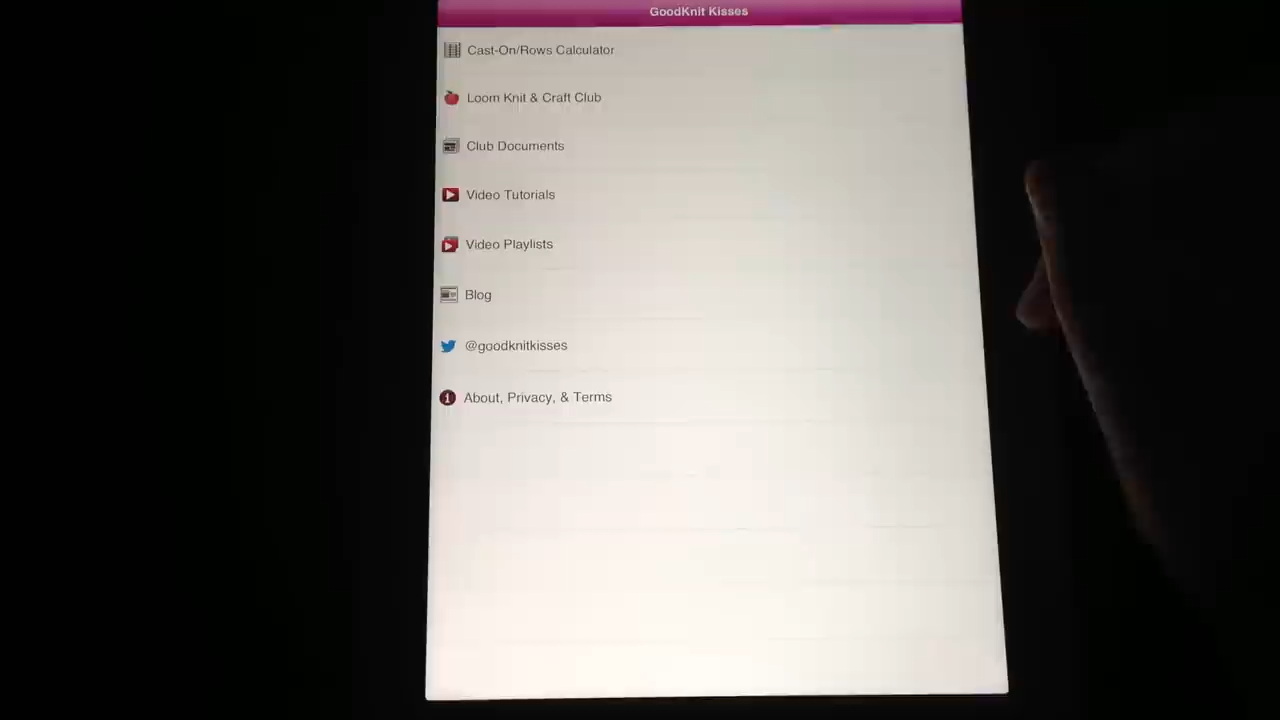 GoodKnit Kisses
Cast-On/Rows Calculator
Loom Knit & Craft Club
Club Documents
Video Tutorials
Video Playlists
Blog
@goodknitkisses
About, Privacy, & Terms